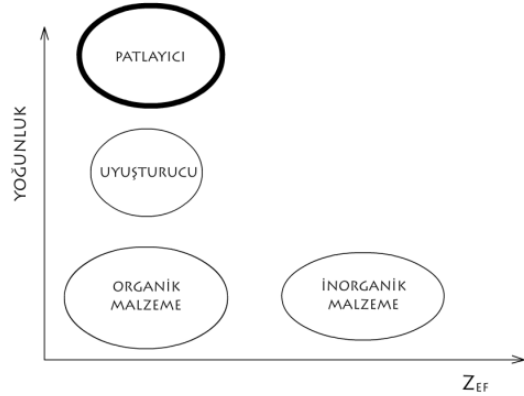 PATLAYICI
YOĞUNLUK
UYUŞTURUCU
ORGANİK
MALZEME
İNORGANİK
MALZEME
ZEF